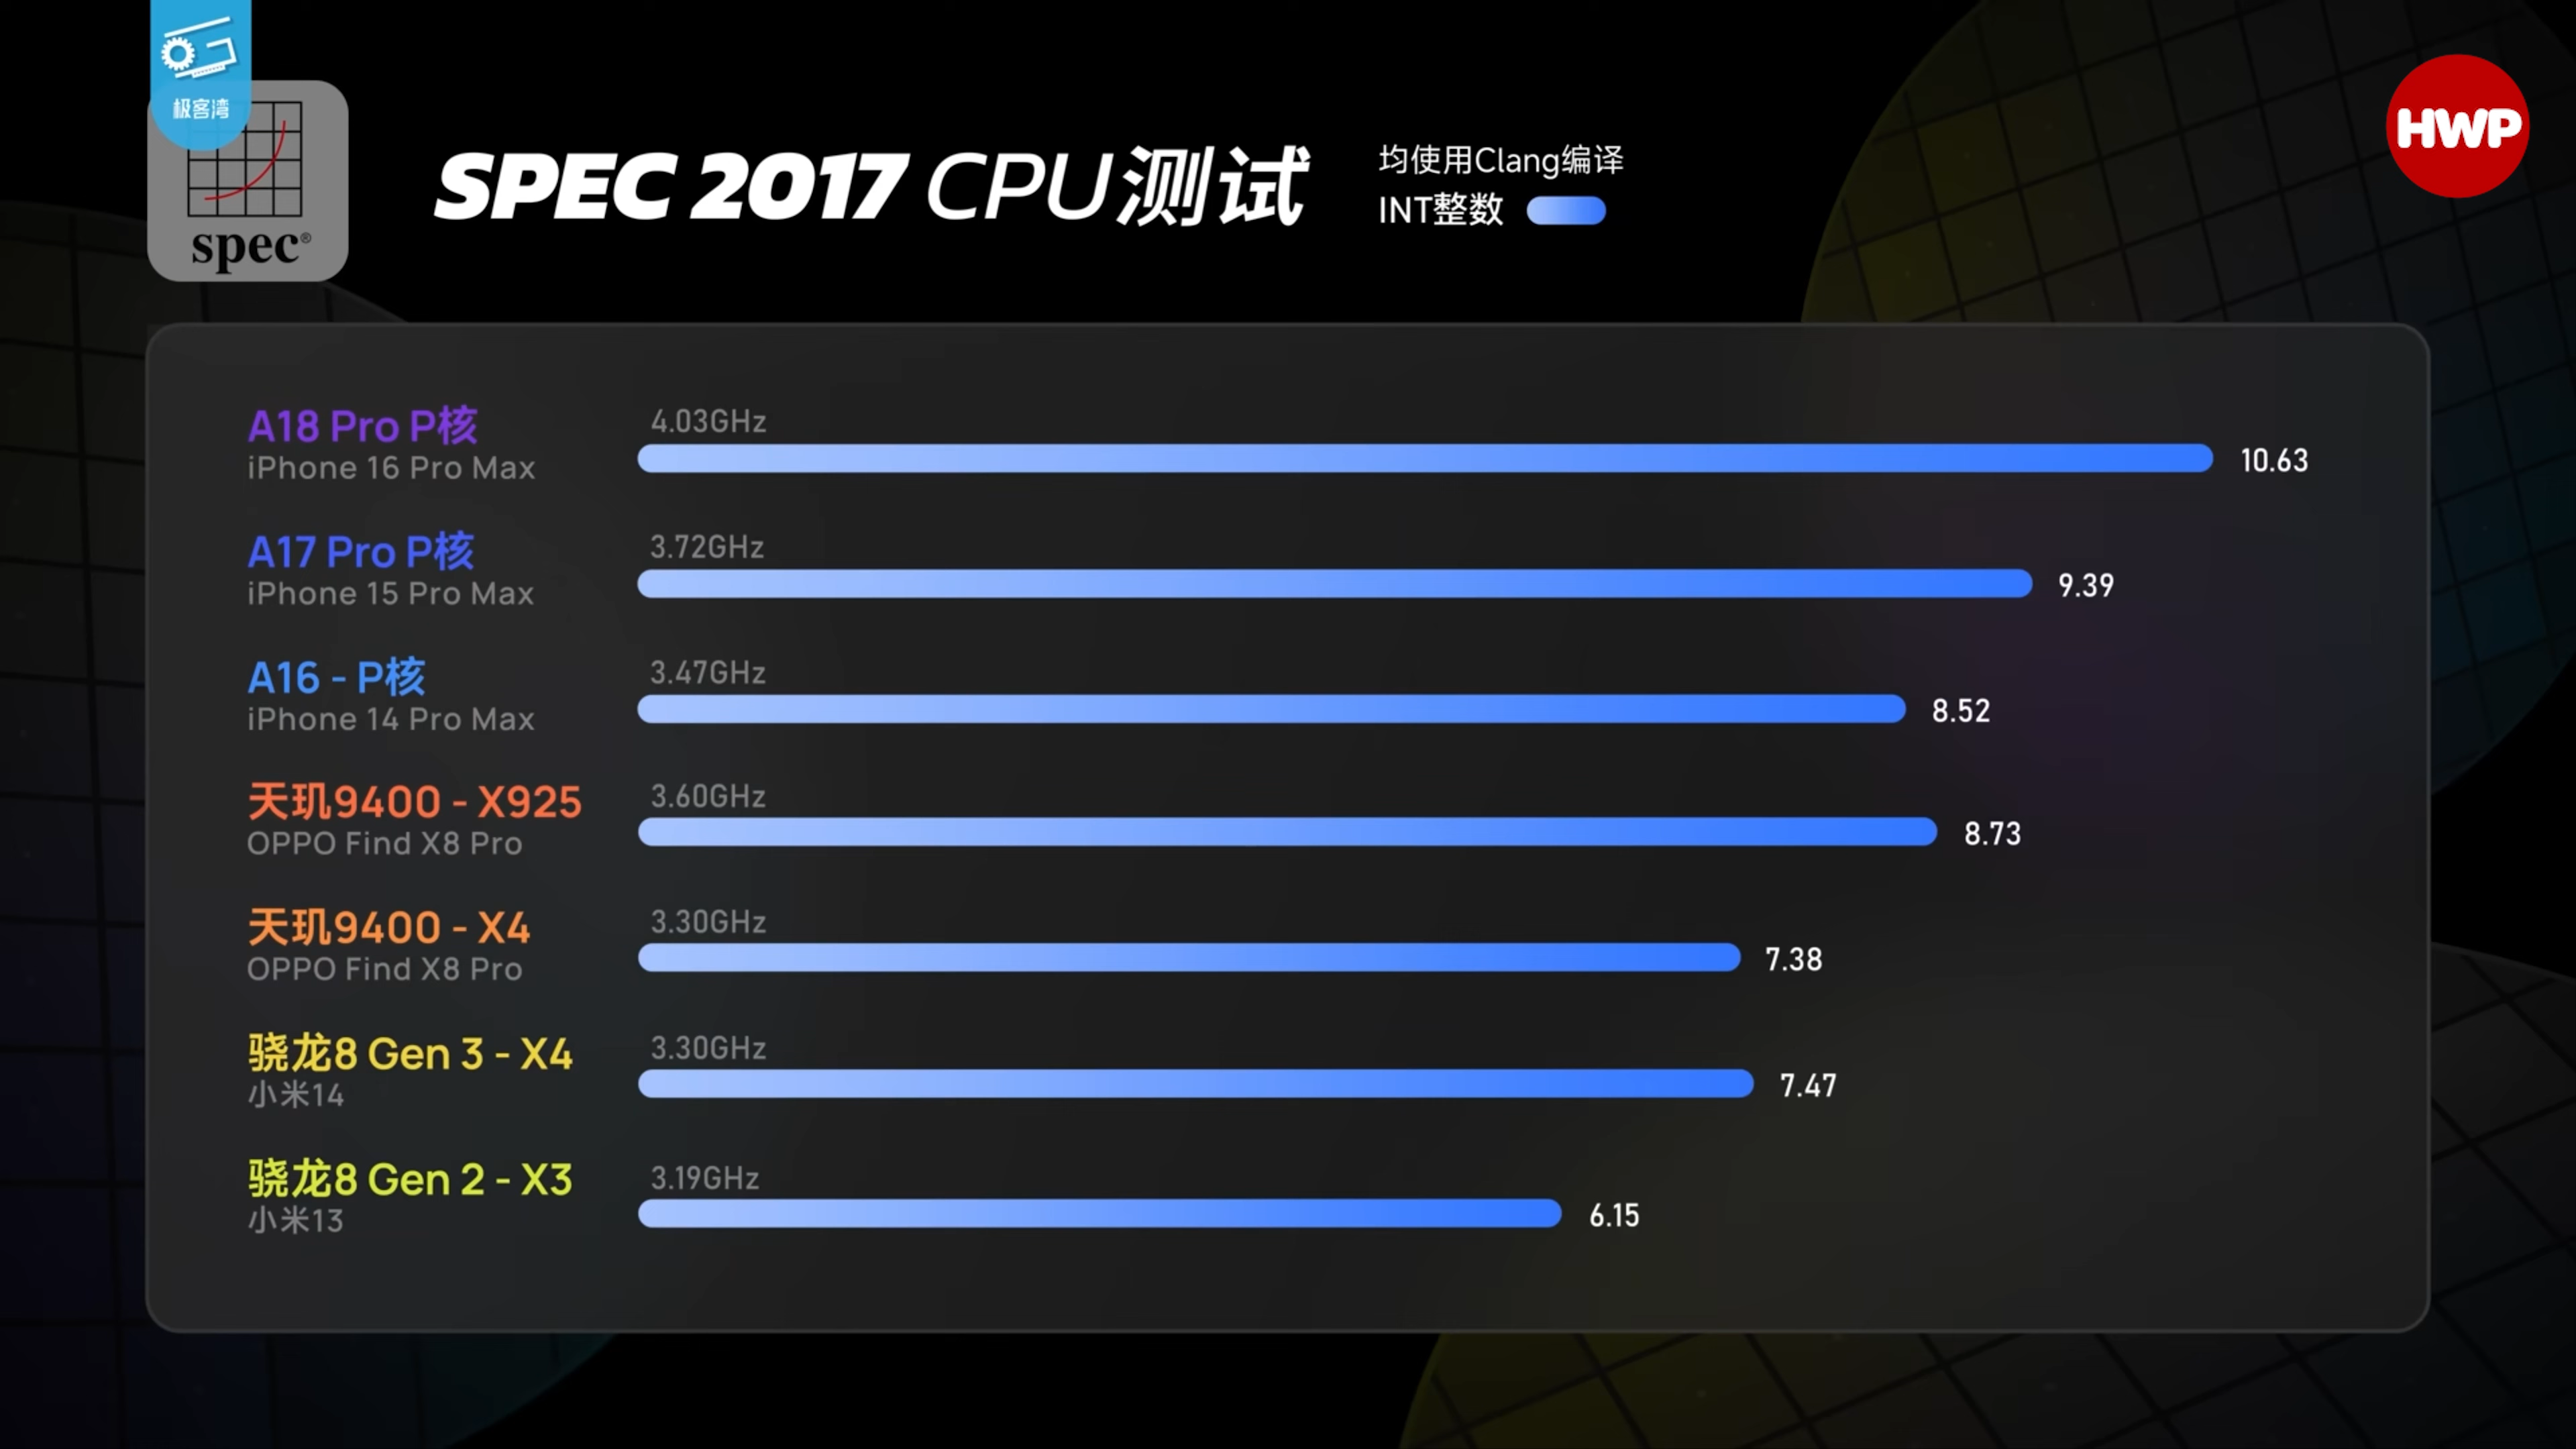 极客湾
spec®
SPEC 2017 CPU测试
均使用Clang编译
INT整数
HWP
A18 Pro P核
iPhone 16 Pro Max
4.03GHz
10.63
A17 Pro P核
iPhone 15 Pro Max
3.72GHz
9.39
A16 - P核
iPhone 14 Pro Max
3.47GHz
8.52
天玑9400 - X925
OPPO Find X8 Pro
3.60GHz
8.73
天玑9400 - X4
OPPO Find X8 Pro
3.30GHz
7.38
骁龙8 Gen 3 - X4
小米14
3.30GHz
7.47
骁龙8 Gen 2 - X3
小米13
3.19GHz
6.15